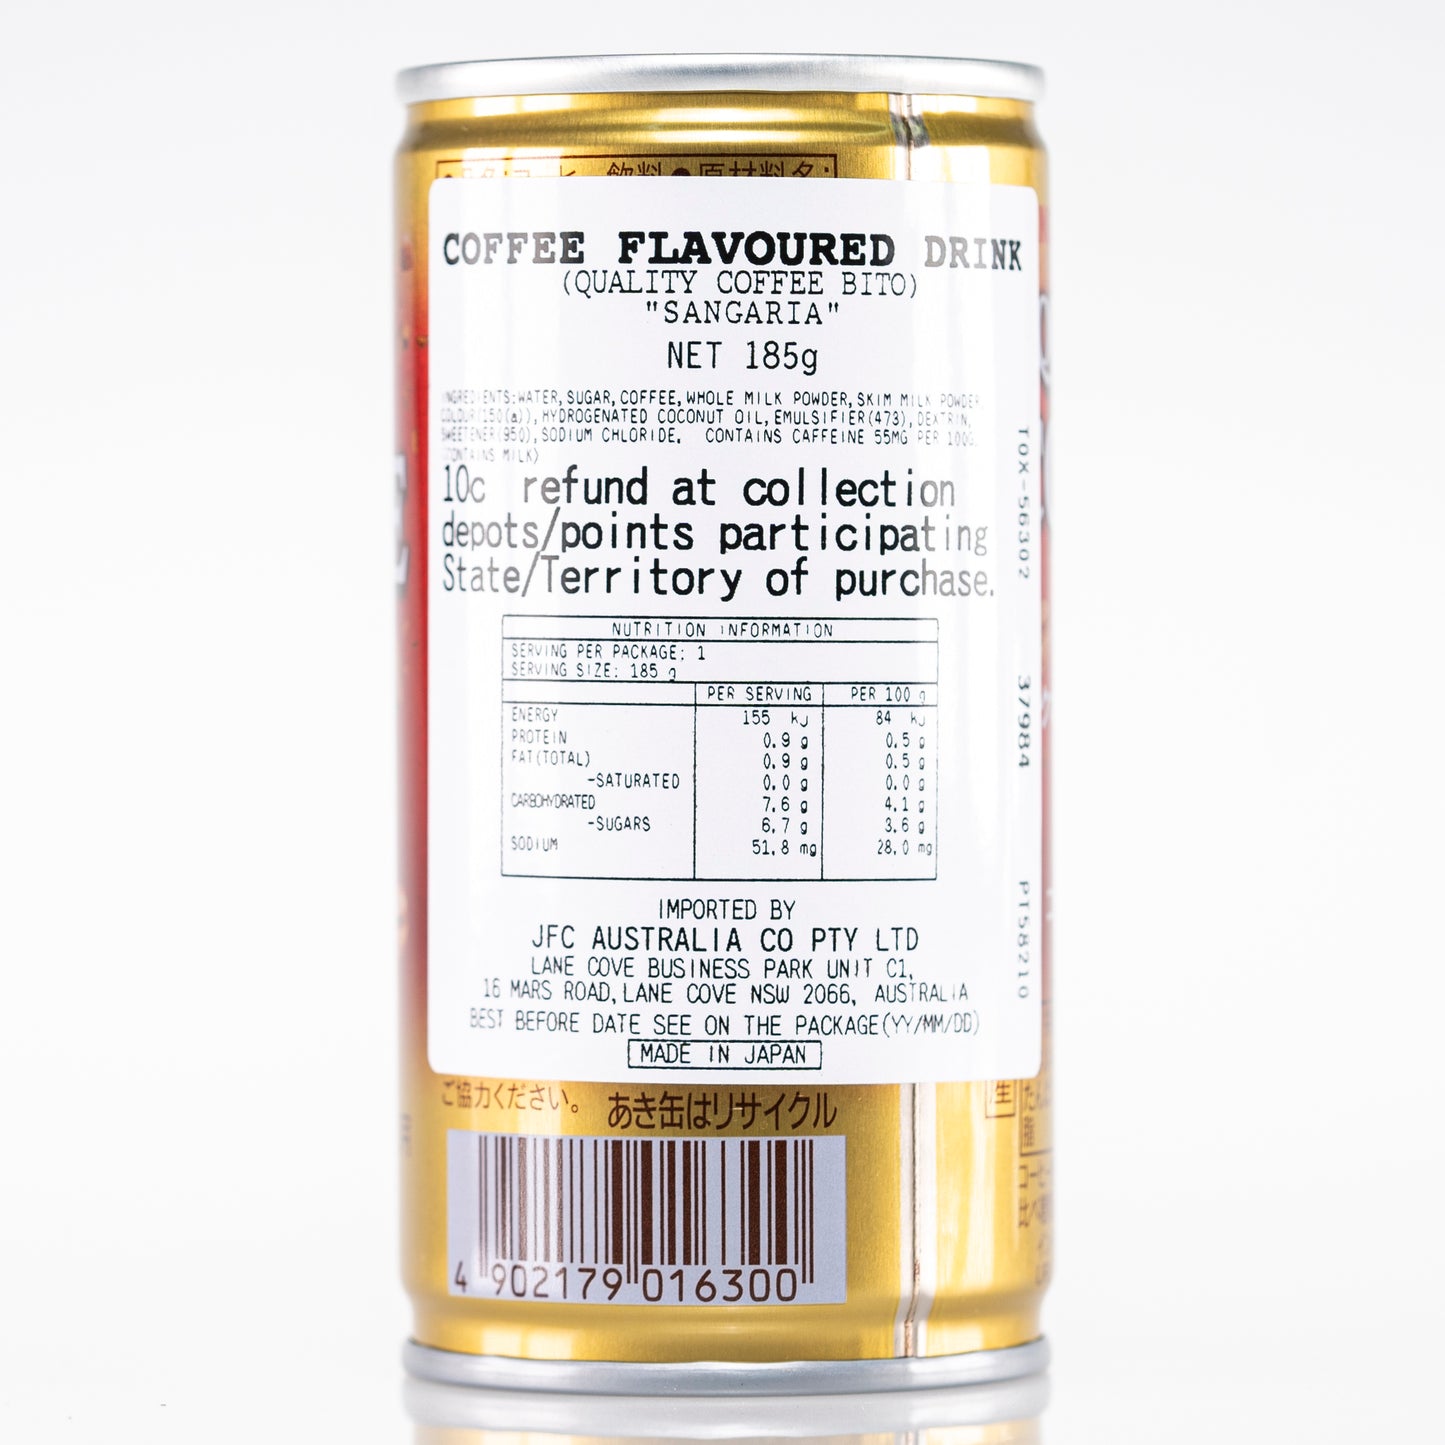 飲料●原材料名:
COFFEE FLAVOURED DRINK
(QUALITY COFFEE BITO)
"SANGARIA"
NET 185g
INGREDIENTS:WATER,SUGAR,COFFEE,WHOLE MILK POWDER,SKIM MILK POWDER,
COLOUR(150(a)),HYDROGENATED COCONUT OIL,EMULSIFIER(473),DEXTRIN,
SWEETENER(950),SODIUM CHLORIDE. CONTAINS CAFFEINE 55MG PER 100G.
(CONTAINS MILK)
10c refund at collection
depots/points participating
State/Territory of purchase.
NUTRITION INFORMATION
SERVING PER PACKAGE: 1
SERVING SIZE: 185 g
PER SERVING PER 100 g
ENERGY 155 kJ 84 kJ
PROTEIN 0.9 g 0.5 g
FAT(TOTAL) 0.9 g 0.5 g
-SATURATED 0.0 g 0.0 g
CARBOHYDRATED 7.6 g 4.1 g
-SUGARS 6.7 g 3.6 g
SODIUM 51.8 mg 28.0 mg
IMPORTED BY
JFC AUSTRALIA CO PTY LTD
LANE COVE BUSINESS PARK UNIT C1,
16 MARS ROAD,LANE COVE NSW 2066, AUSTRALIA
BEST BEFORE DATE SEE ON THE PACKAGE(YY/MM/DD)
MADE IN JAPAN
TOX-56302 37984 PT58210
ご協力ください。 あき缶はリサイクル
4 902179 016300